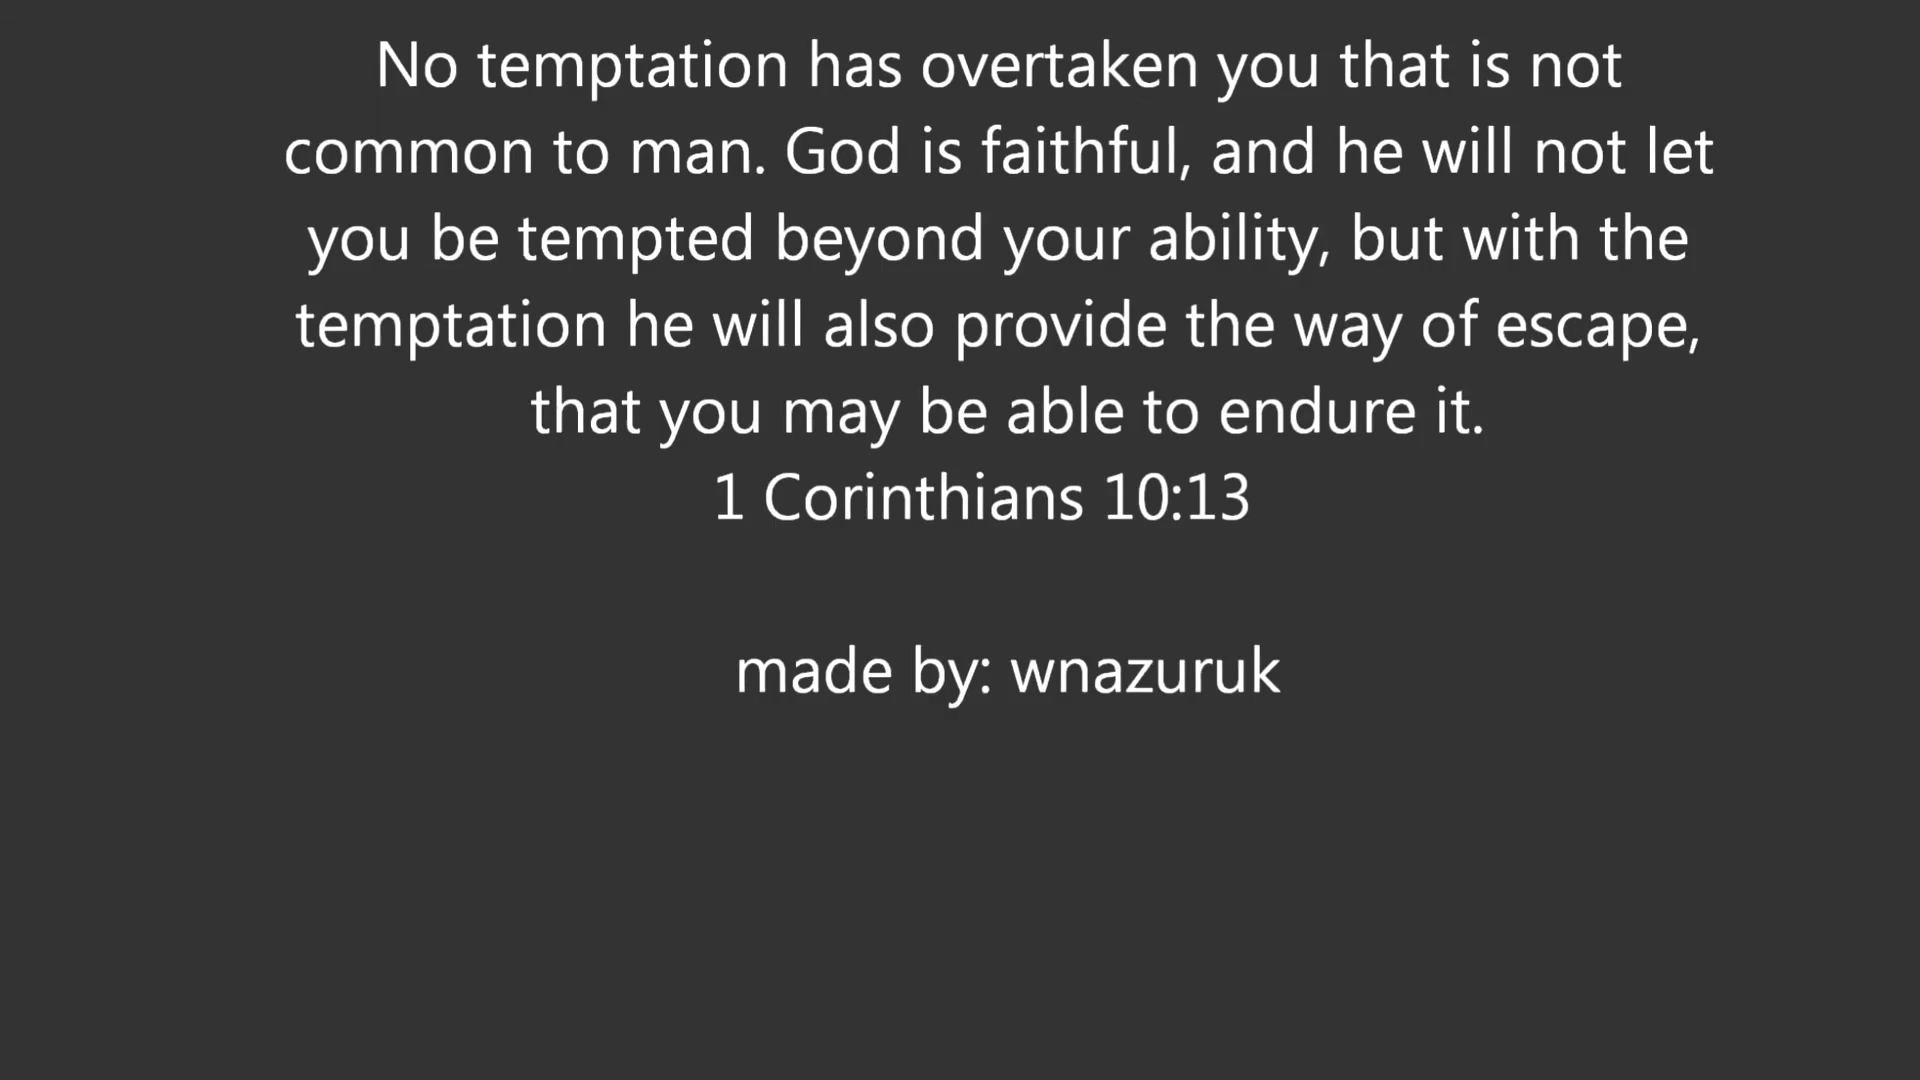 No temptation has overtaken you that is not
common to man. God is faithful, and he will not let
you be tempted beyond your ability, but with the
temptation he will also provide the way of escape,
that you may be able to endure it.
1 Corinthians 10:13
made by: wnazuruk